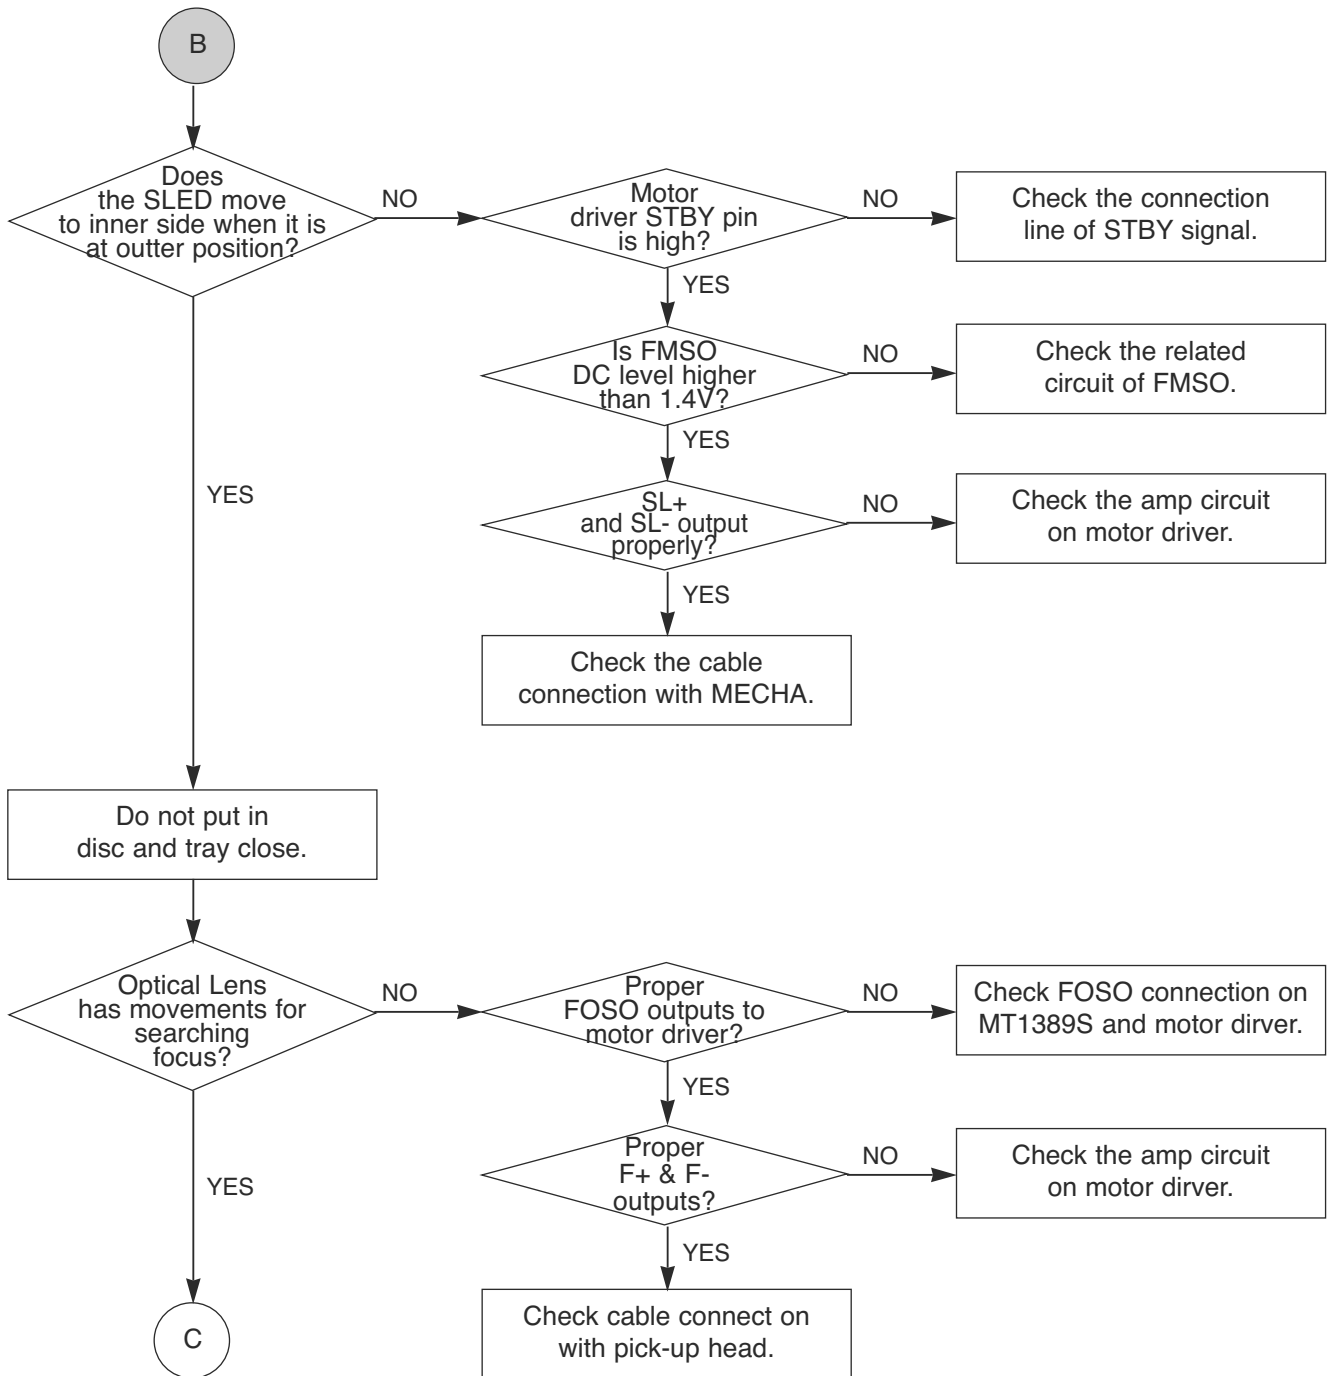 B
Does
the SLED move
to inner side when it is
at outter position?
NO
Motor
driver STBY pin
is high?
NO
Check the connection
line of STBY signal.
YES
Is FMSO
DC level higher
than 1.4V?
NO
Check the related
circuit of FMSO.
YES
SL+
and SL- output
properly?
NO
Check the amp circuit
on motor driver.
YES
Check the cable
connection with MECHA.
YES
Do not put in
disc and tray close.
Optical Lens
has movements for
searching
focus?
NO
Proper
FOSO outputs to
motor driver?
NO
Check FOSO connection on
MT1389S and motor dirver.
YES
Proper
F+ & F-
outputs?
NO
Check the amp circuit
on motor dirver.
YES
Check cable connect on
with pick-up head.
YES
C